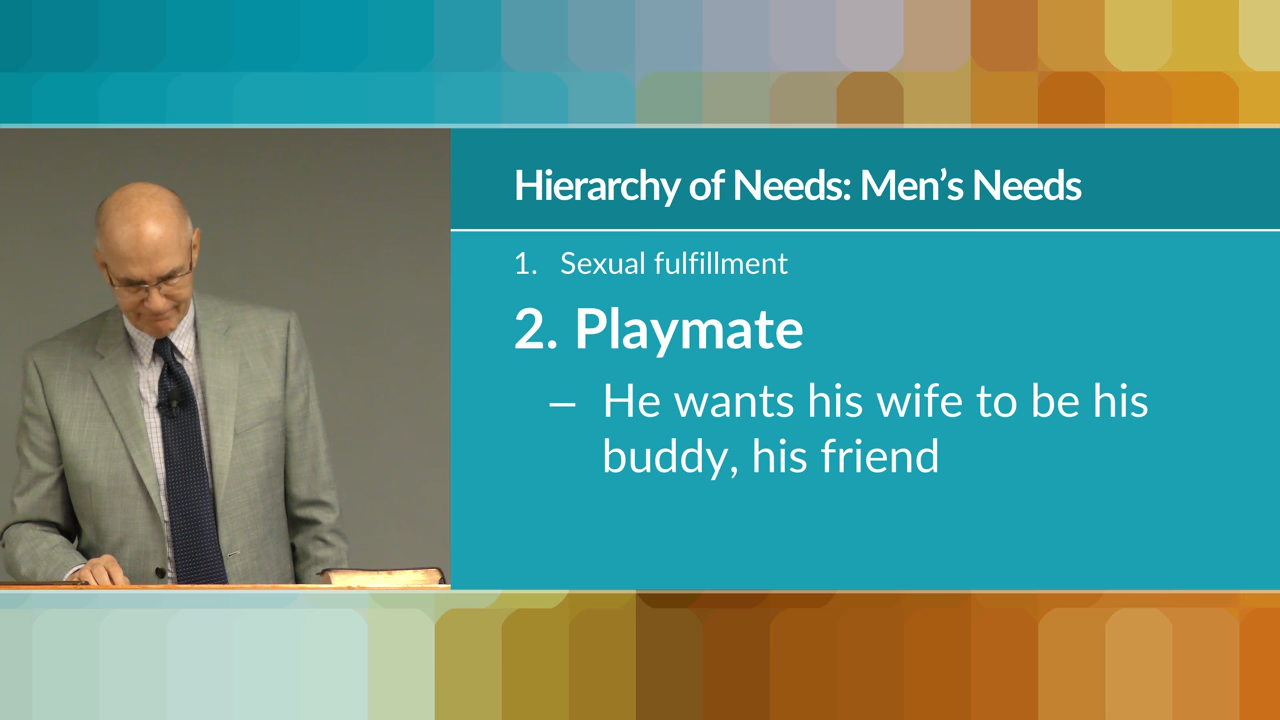 Hierarchy of Needs: Men’s Needs
1. Sexual fulfillment
2. Playmate
– He wants his wife to be his
buddy, his friend